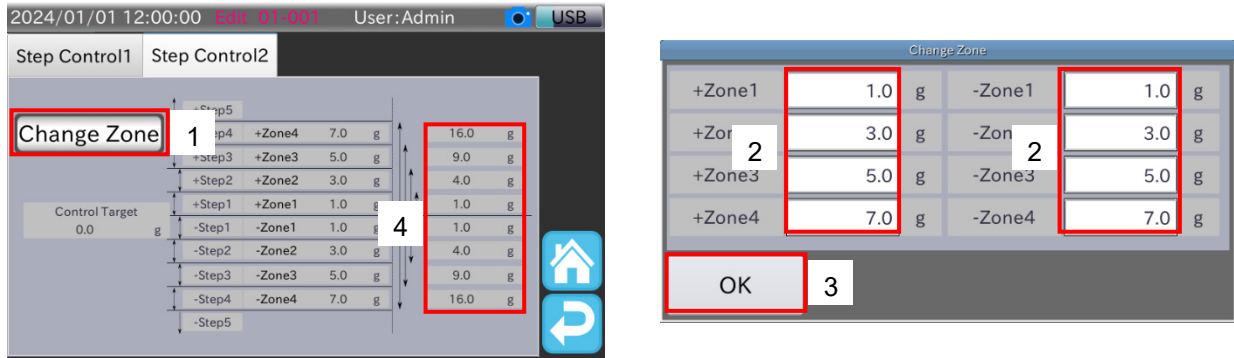 2024/01/01 12:00:00 Edit 01-001 User:Admin USB
Step Control1 Step Control2
+Step5
Change Zone 1 +Zone4 7.0 g 16.0 g
+Step3 +Zone3 5.0 g 9.0 g
+Step2 +Zone2 3.0 g 4.0 g
+Step1 +Zone1 1.0 g 1.0 g
Control Target
0.0 g
-Step1 -Zone1 1.0 g 4 1.0 g
-Step2 -Zone2 3.0 g 4.0 g
-Step3 -Zone3 5.0 g 9.0 g
-Step4 -Zone4 7.0 g 16.0 g
-Step5
Change Zone
+Zone1 1.0 g -Zone1 1.0 g
2 3.0 g 2 3.0 g
+Zone3 5.0 g -Zone3 5.0 g
+Zone4 7.0 g -Zone4 7.0 g
OK 3